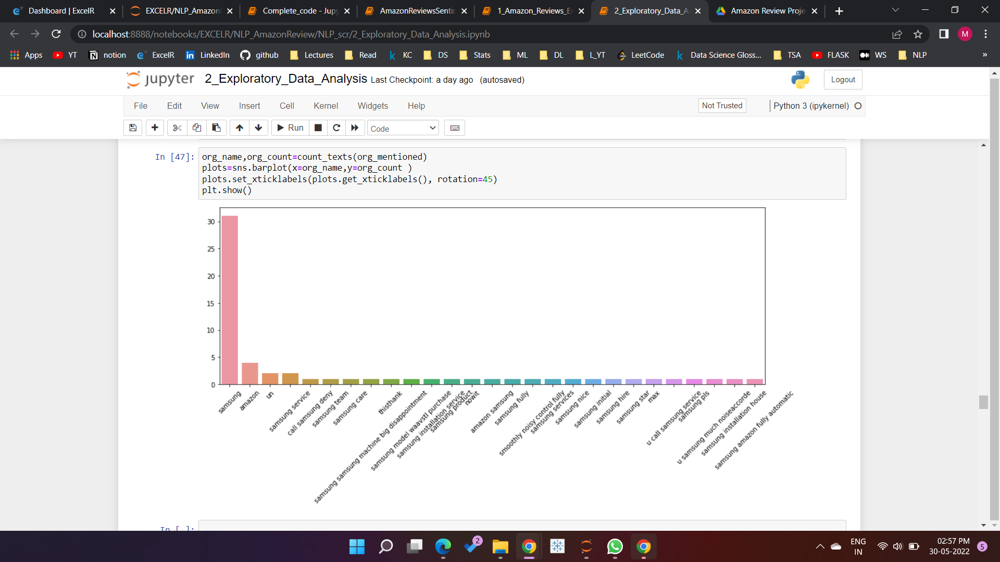 Dashboard | ExcelR
EXCELR/NLP_Amazon
Complete_code - Jup
AmazonReviewsSenti
1_Amazon_Reviews_E
2_Exploratory_Data_A
Amazon Review Proje
localhost:8888/notebooks/EXCELR/NLP_AmazonReview/NLP_scr/2_Exploratory_Data_Analysis.ipynb
M
Apps YT notion ExcelR LinkedIn github Lectures Read KC DS Stats ML DL L_YT LeetCode Data Science Gloss... TSA FLASK WS NLP »
jupyter 2_Exploratory_Data_Analysis Last Checkpoint: a day ago (autosaved)
Logout
File Edit View Insert Cell Kernel Widgets Help
Not Trusted
Python 3 (ipykernel)
Run
Code
In [47]:
org_name,org_count=count_texts(org_mentioned)
plots=sns.barplot(x=org_name,y=org_count )
plots.set_xticklabels(plots.get_xticklabels(), rotation=45)
plt.show()
30
25
20
15
10
5
0
samsung
amazon
un
samsung service
call samsung deny
samsung team
samsung care
thisthank
samsung samsung machine big disappointment
samsung model waavstl purchase
samsung installation service
samsung product
nowit
amazon samsung
samsung fully
smoothly noisy control fully
samsung services
samsung nice
samsung initial
samsung hire
samsung star
max
u call samsung service
samsung pls
u samsung much noiseaccorde
samsung installation house
samsung amazon fully automatic
In [ ]:
2
ENG
IN
02:57 PM
30-05-2022
5